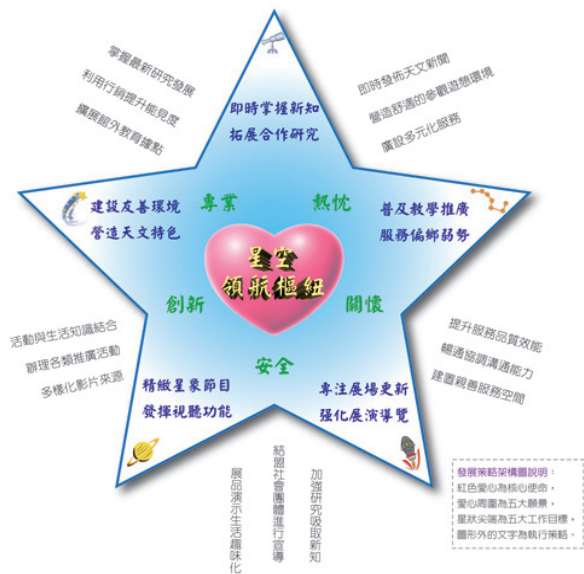 掌握最新研究發展
利用行銷提升能見度
擴展館外教育據點
即時發佈天文新聞
營造舒適的參觀遊憩環境
廣設多元化服務
即時掌握新知
拓展合作研究
建設友善環境
營造天文特色
專業
熱忱
普及教學推廣
服務偏鄉弱勢
星空
領航樞紐
創新
關懷
安全
活動與生活知識結合
辦理各類推廣活動
多樣化影片來源
提升服務品質效能
暢通協調溝通能力
建置親善服務空間
精緻星象節目
發揮視聽功能
專注展場更新
強化展演導覽
展品演示生活趣味化
結盟社會團體進行宣導
加強研究吸取新知
發展策略架構圖說明：
紅色愛心為核心使命，
愛心周圍為五大願景，
星狀尖端為五大工作目標，
圖形外的文字為執行策略。